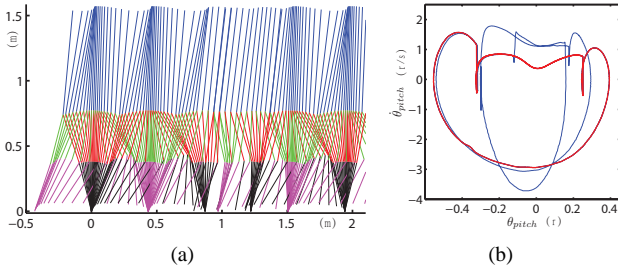 (m)
1.5
1
0.5
0
−0.5 0 0.5 1 1.5 2
(m)
(a)
θ̇pitch (r/s)
2
1
0
−1
−2
−3
−4
−0.4 −0.2 0 0.2 0.4
θpitch (r)
(b)